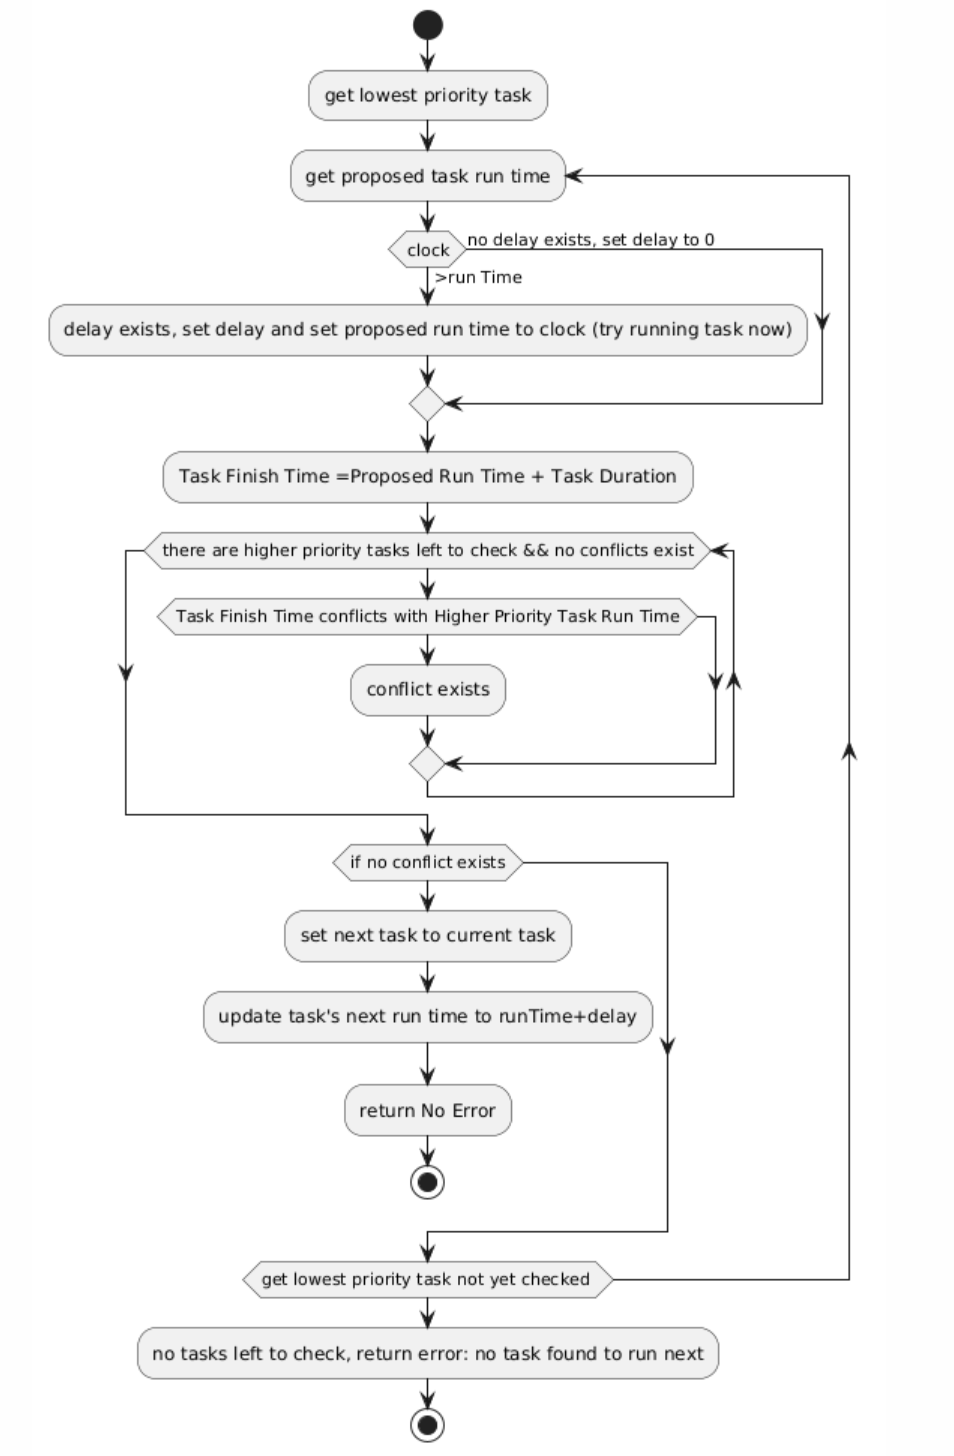 get lowest priority task
get proposed task run time
clock
no delay exists, set delay to 0
>run Time
delay exists, set delay and set proposed run time to clock (try running task now)
Task Finish Time =Proposed Run Time + Task Duration
there are higher priority tasks left to check && no conflicts exist
Task Finish Time conflicts with Higher Priority Task Run Time
conflict exists
if no conflict exists
set next task to current task
update task's next run time to runTime+delay
return No Error
get lowest priority task not yet checked
no tasks left to check, return error: no task found to run next